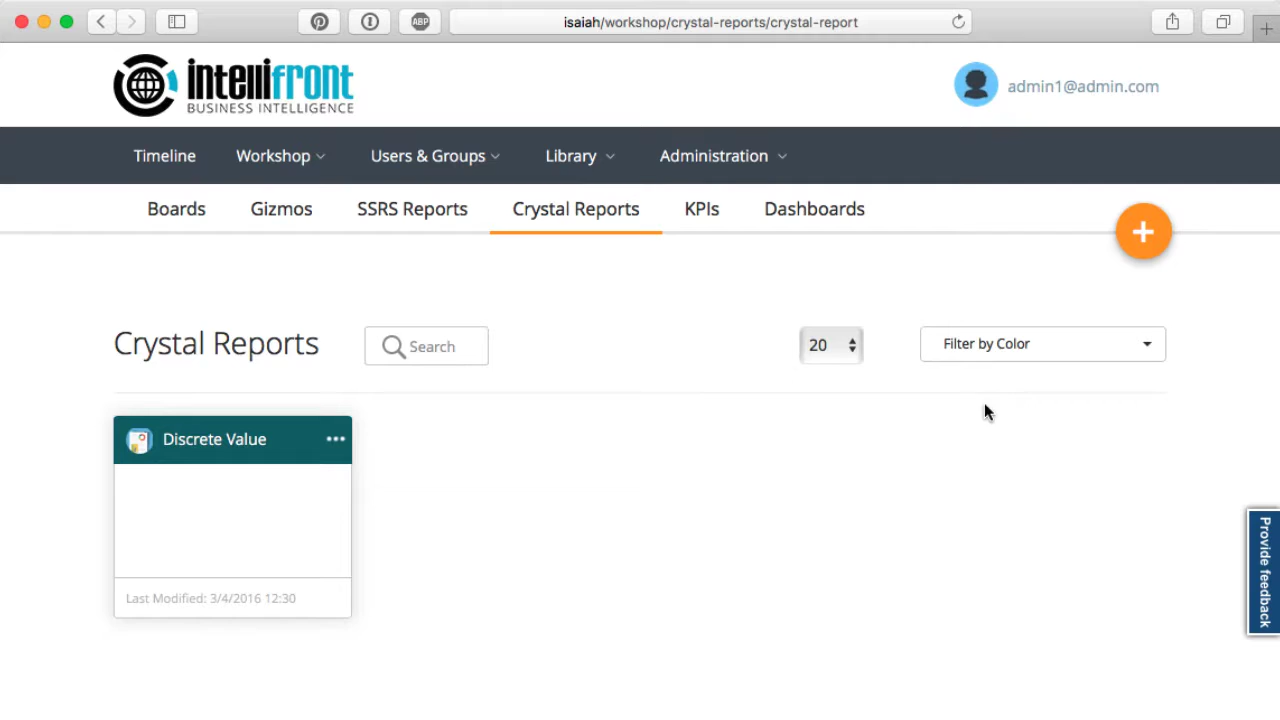 ABP
isaiah/workshop/crystal-reports/crystal-report
intellifront
BUSINESS INTELLIGENCE
admin1@admin.com
Timeline Workshop Users & Groups Library Administration
Boards Gizmos SSRS Reports Crystal Reports KPIs Dashboards
+
Crystal Reports
Search
20
Filter by Color
Discrete Value
Last Modified: 3/4/2016 12:30
Provide feedback